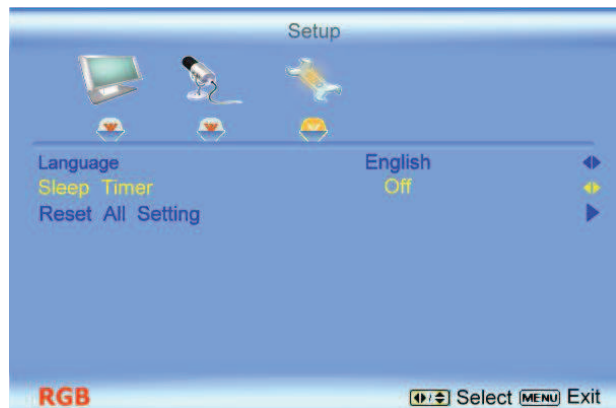 Setup
Language English
Sleep Timer Off
Reset All Setting
RGB Select MENU Exit